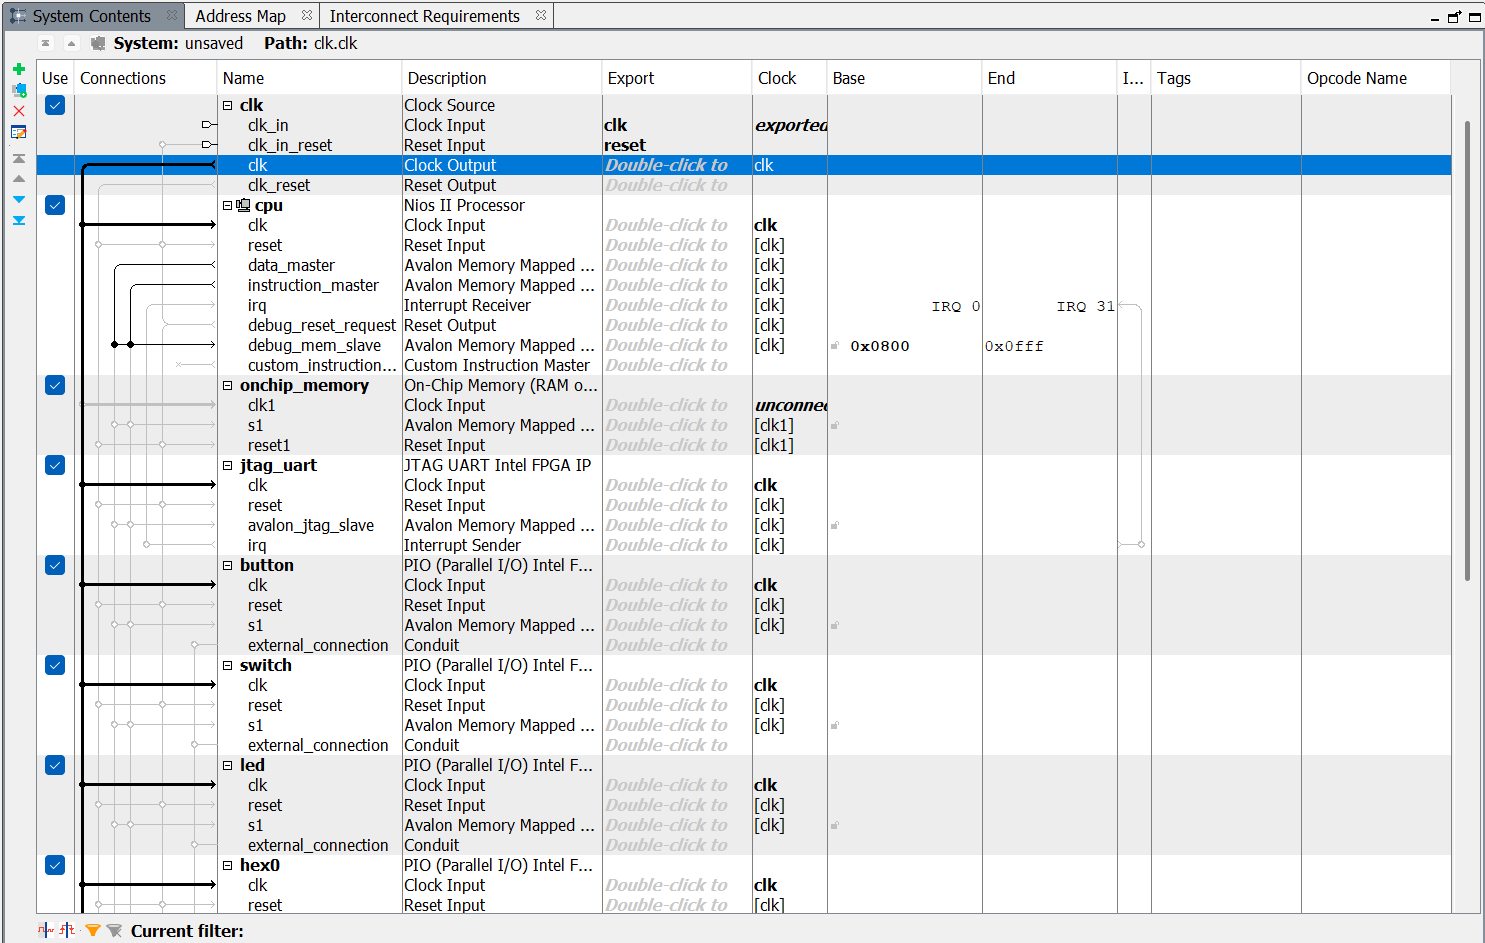 System Contents Address Map Interconnect Requirements
System: unsaved Path: clk.clk
Use Connections Name Description Export Clock Base End I... Tags Opcode Name
clk Clock Source
clk_in Clock Input clk exported
clk_in_reset Reset Input reset
clk Clock Output Double-click to clk
clk_reset Reset Output Double-click to
cpu Nios II Processor
clk Clock Input Double-click to clk
reset Reset Input Double-click to [clk]
data_master Avalon Memory Mapped ... Double-click to [clk]
instruction_master Avalon Memory Mapped ... Double-click to [clk]
irq Interrupt Receiver Double-click to [clk] IRQ 0 IRQ 31
debug_reset_request Reset Output Double-click to [clk]
debug_mem_slave Avalon Memory Mapped ... Double-click to [clk] 0x0800 0x0fff
custom_instruction... Custom Instruction Master Double-click to
onchip_memory On-Chip Memory (RAM o...
clk1 Clock Input Double-click to unconnec
s1 Avalon Memory Mapped ... Double-click to [clk1]
reset1 Reset Input Double-click to [clk1]
jtag_uart JTAG UART Intel FPGA IP
clk Clock Input Double-click to clk
reset Reset Input Double-click to [clk]
avalon_jtag_slave Avalon Memory Mapped ... Double-click to [clk]
irq Interrupt Sender Double-click to [clk]
button PIO (Parallel I/O) Intel F...
clk Clock Input Double-click to clk
reset Reset Input Double-click to [clk]
s1 Avalon Memory Mapped ... Double-click to [clk]
external_connection Conduit Double-click to
switch PIO (Parallel I/O) Intel F...
clk Clock Input Double-click to clk
reset Reset Input Double-click to [clk]
s1 Avalon Memory Mapped ... Double-click to [clk]
external_connection Conduit Double-click to
led PIO (Parallel I/O) Intel F...
clk Clock Input Double-click to clk
reset Reset Input Double-click to [clk]
s1 Avalon Memory Mapped ... Double-click to [clk]
external_connection Conduit Double-click to
hex0 PIO (Parallel I/O) Intel F...
clk Clock Input Double-click to clk
reset Reset Input Double-click to [clk]
Current filter: